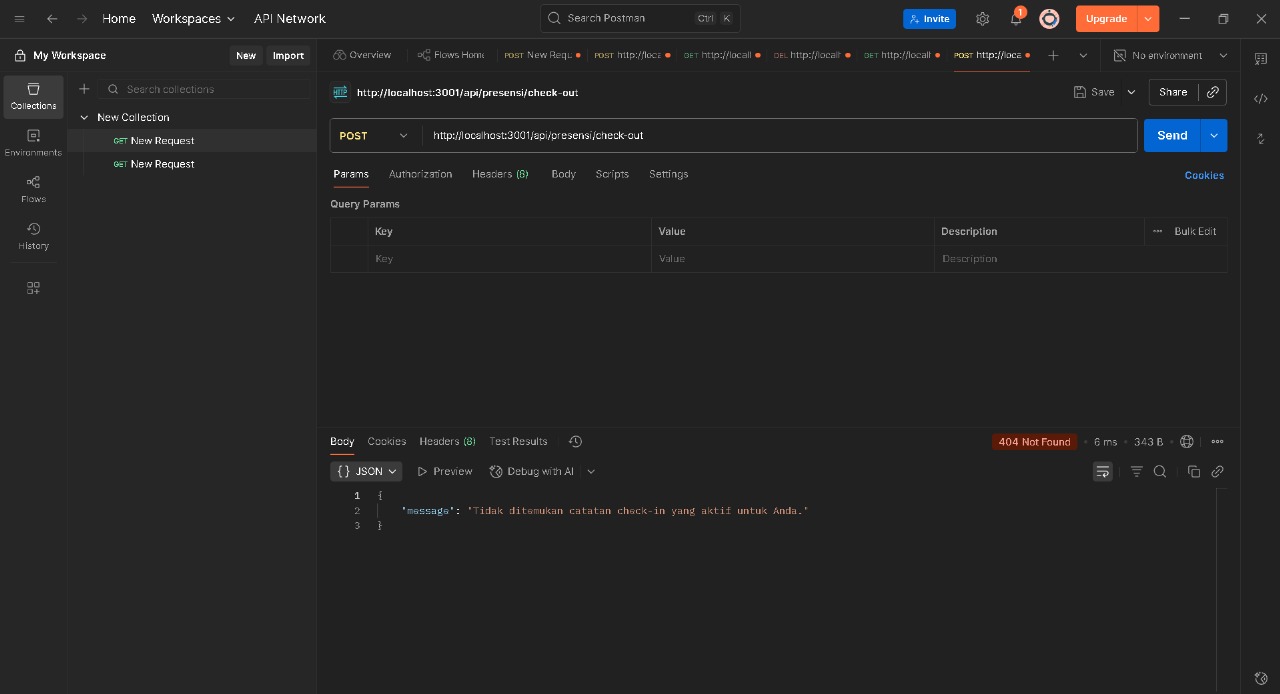 Home Workspaces API Network
Search Postman Ctrl K
Invite
1
Upgrade
My Workspace
New Import
Overview
Flows Home
POST New Requ
POST http://loca
GET http://locall
DEL http://locall
GET http://locall
POST http://loca
No environment
Collections
Environments
Flows
History
Search collections
New Collection
GET New Request
GET New Request
HTTP http://localhost:3001/api/presensi/check-out
Save Share
POST http://localhost:3001/api/presensi/check-out Send
Params Authorization Headers (6) Body Scripts Settings Cookies
Query Params
Key Value Description ••• Bulk Edit
Key Value Description
Body Cookies Headers (8) Test Results 404 Not Found • 6 ms • 343 B •
{} JSON Preview Debug with AI
1 {
2 "message": "Tidak ditemukan catatan check-in yang aktif untuk Anda."
3 }